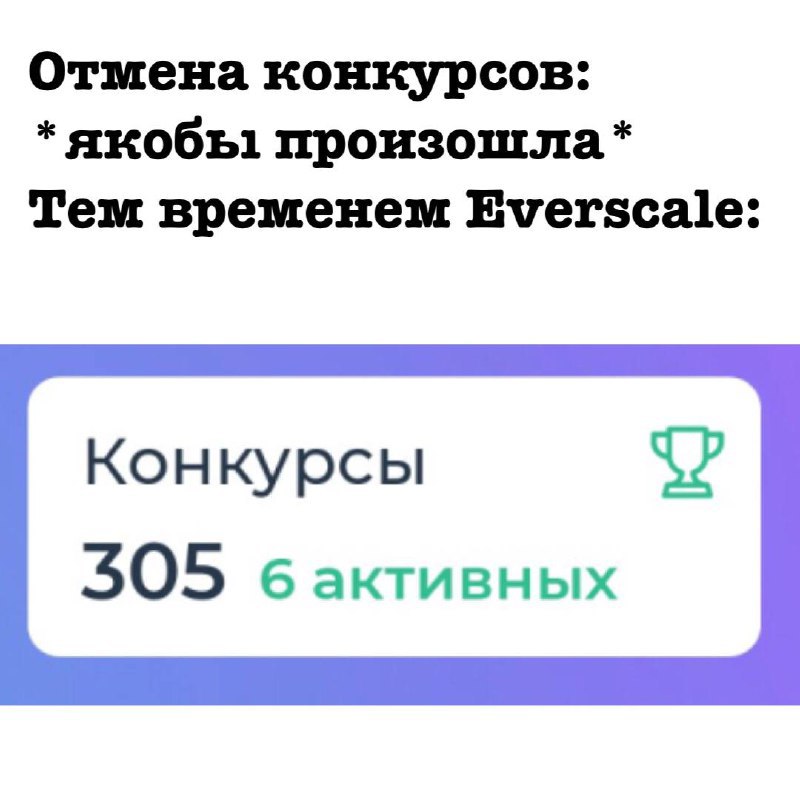 Отмена конкурсов:
*якобы произошла*
Тем временем Everscale:
Конкурсы
305 6 активных